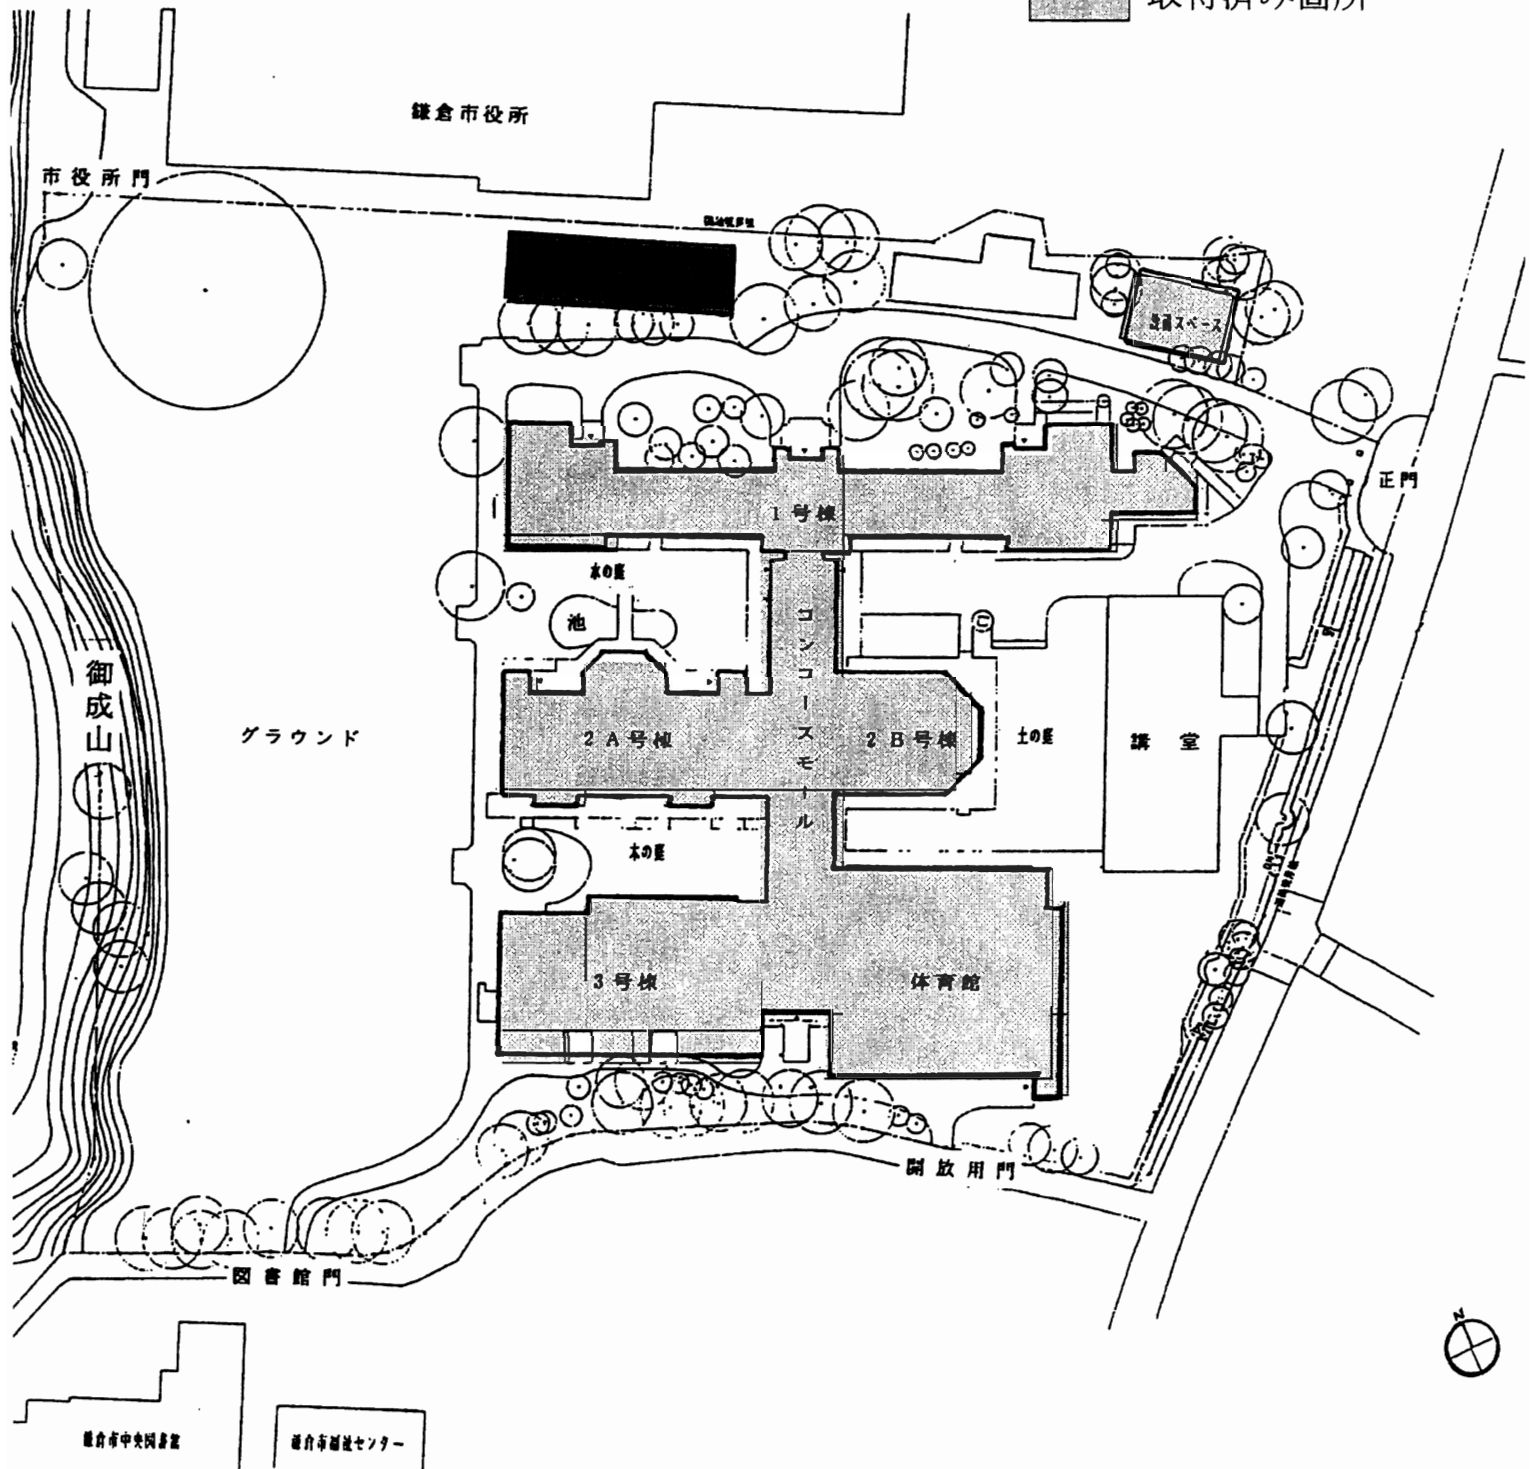 取得済み箇所
鎌倉市役所
市役所門
正門
1号棟
水の庭
池
コンコースモール
御成山
グラウンド
2A号棟
2B号棟
土の庭
講堂
木の庭
3号棟
体育館
開放用門
図書館門
N
鎌倉市中央図書館
鎌倉市福祉センター